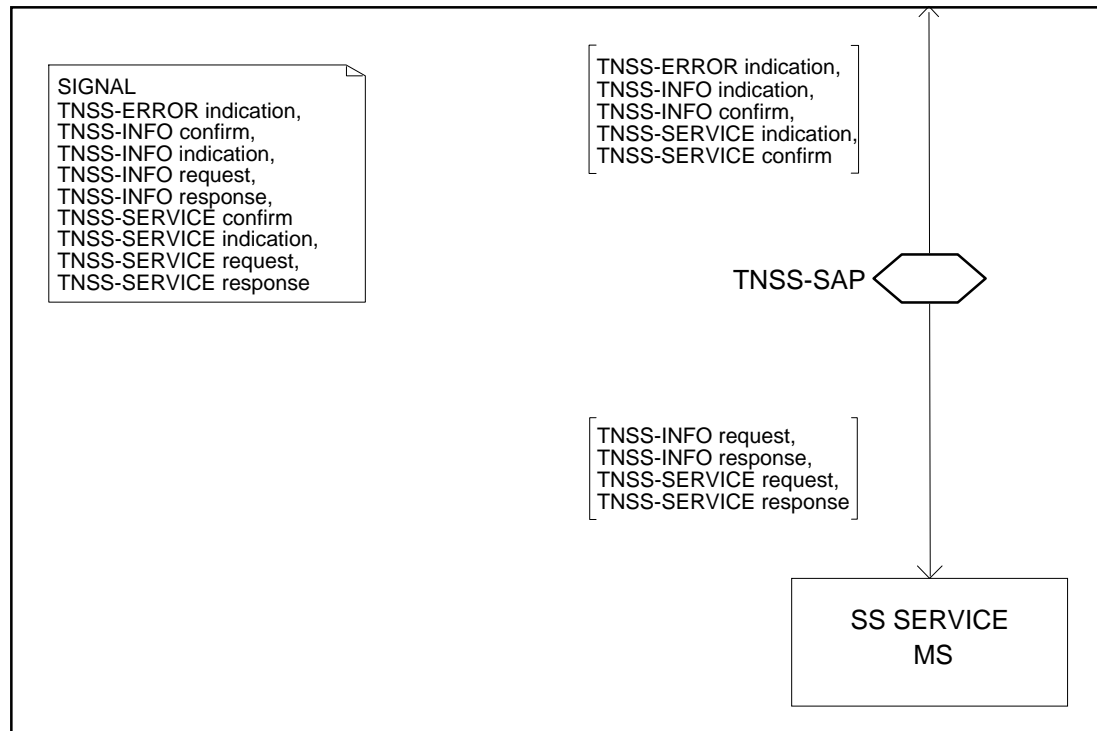 SIGNAL
TNSS-ERROR indication,
TNSS-INFO confirm,
TNSS-INFO indication,
TNSS-INFO request,
TNSS-INFO response,
TNSS-SERVICE confirm
TNSS-SERVICE indication,
TNSS-SERVICE request,
TNSS-SERVICE response
TNSS-ERROR indication,
TNSS-INFO indication,
TNSS-INFO confirm,
TNSS-SERVICE indication,
TNSS-SERVICE confirm
TNSS-SAP
TNSS-INFO request,
TNSS-INFO response,
TNSS-SERVICE request,
TNSS-SERVICE response
SS SERVICE
MS